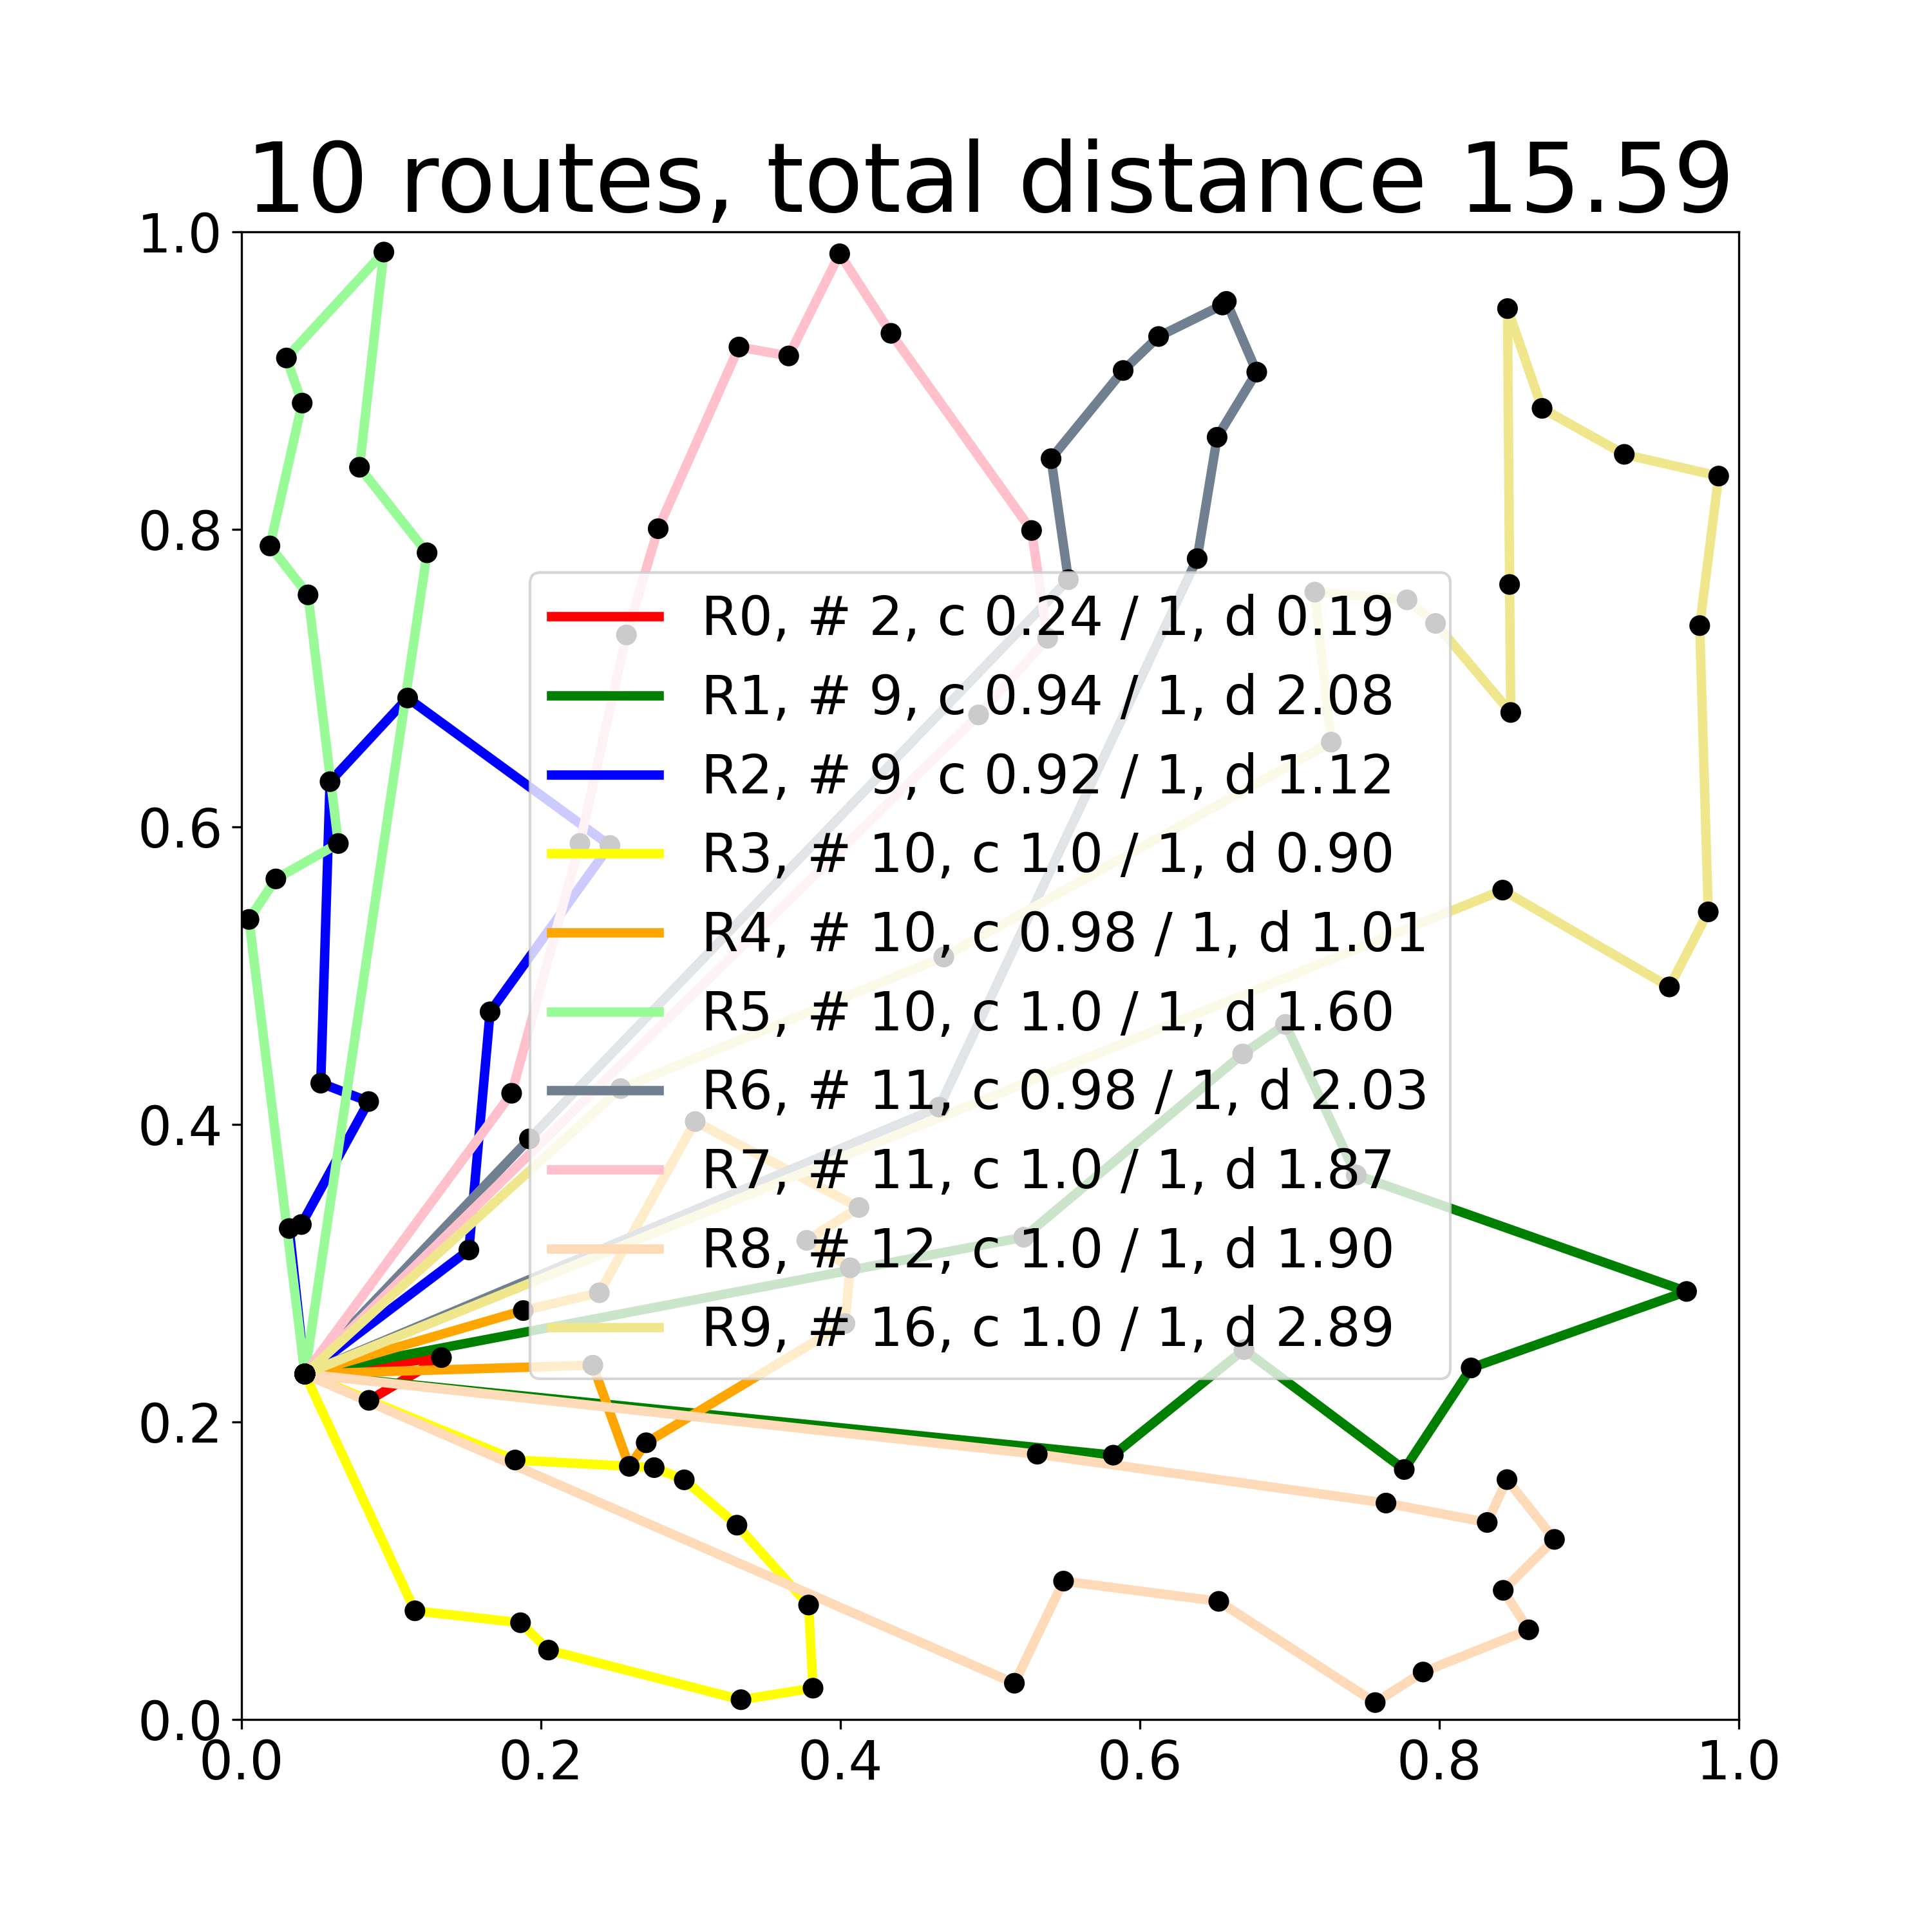 10 routes, total distance 15.59
1.0
0.8
0.6
0.4
0.2
0.0
0.0 0.2 0.4 0.6 0.8 1.0
R0, # 2, c 0.24 / 1, d 0.19
R1, # 9, c 0.94 / 1, d 2.08
R2, # 9, c 0.92 / 1, d 1.12
R3, # 10, c 1.0 / 1, d 0.90
R4, # 10, c 0.98 / 1, d 1.01
R5, # 10, c 1.0 / 1, d 1.60
R6, # 11, c 0.98 / 1, d 2.03
R7, # 11, c 1.0 / 1, d 1.87
R8, # 12, c 1.0 / 1, d 1.90
R9, # 16, c 1.0 / 1, d 2.89